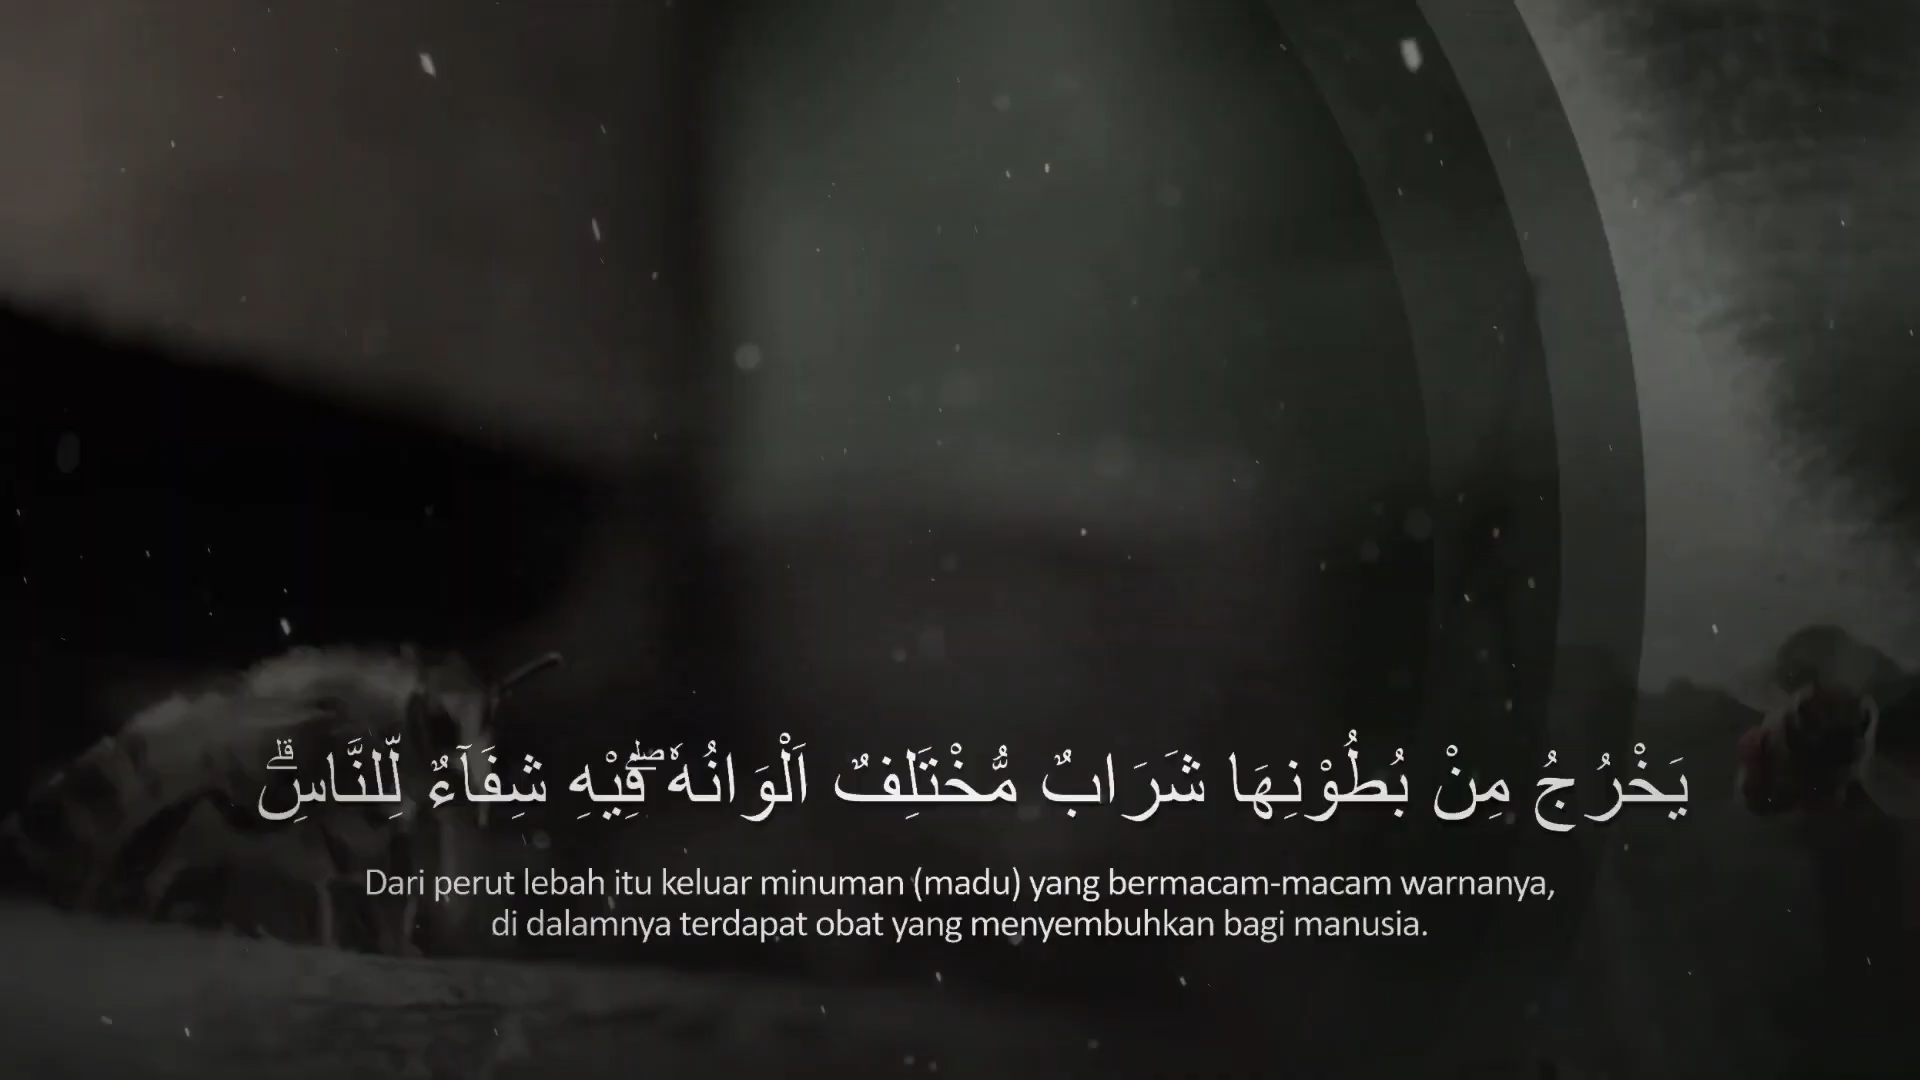 يَخْرُجُ مِنْ بُطُوْنِهَا شَرَابٌ مُّخْتَلِفٌ اَلْوَانُهٗ ۖفِيْهِ شِفَاۤءٌ لِّلنَّاسِۗ
Dari perut lebah itu keluar minuman (madu) yang bermacam-macam warnanya,
di dalamnya terdapat obat yang menyembuhkan bagi manusia.